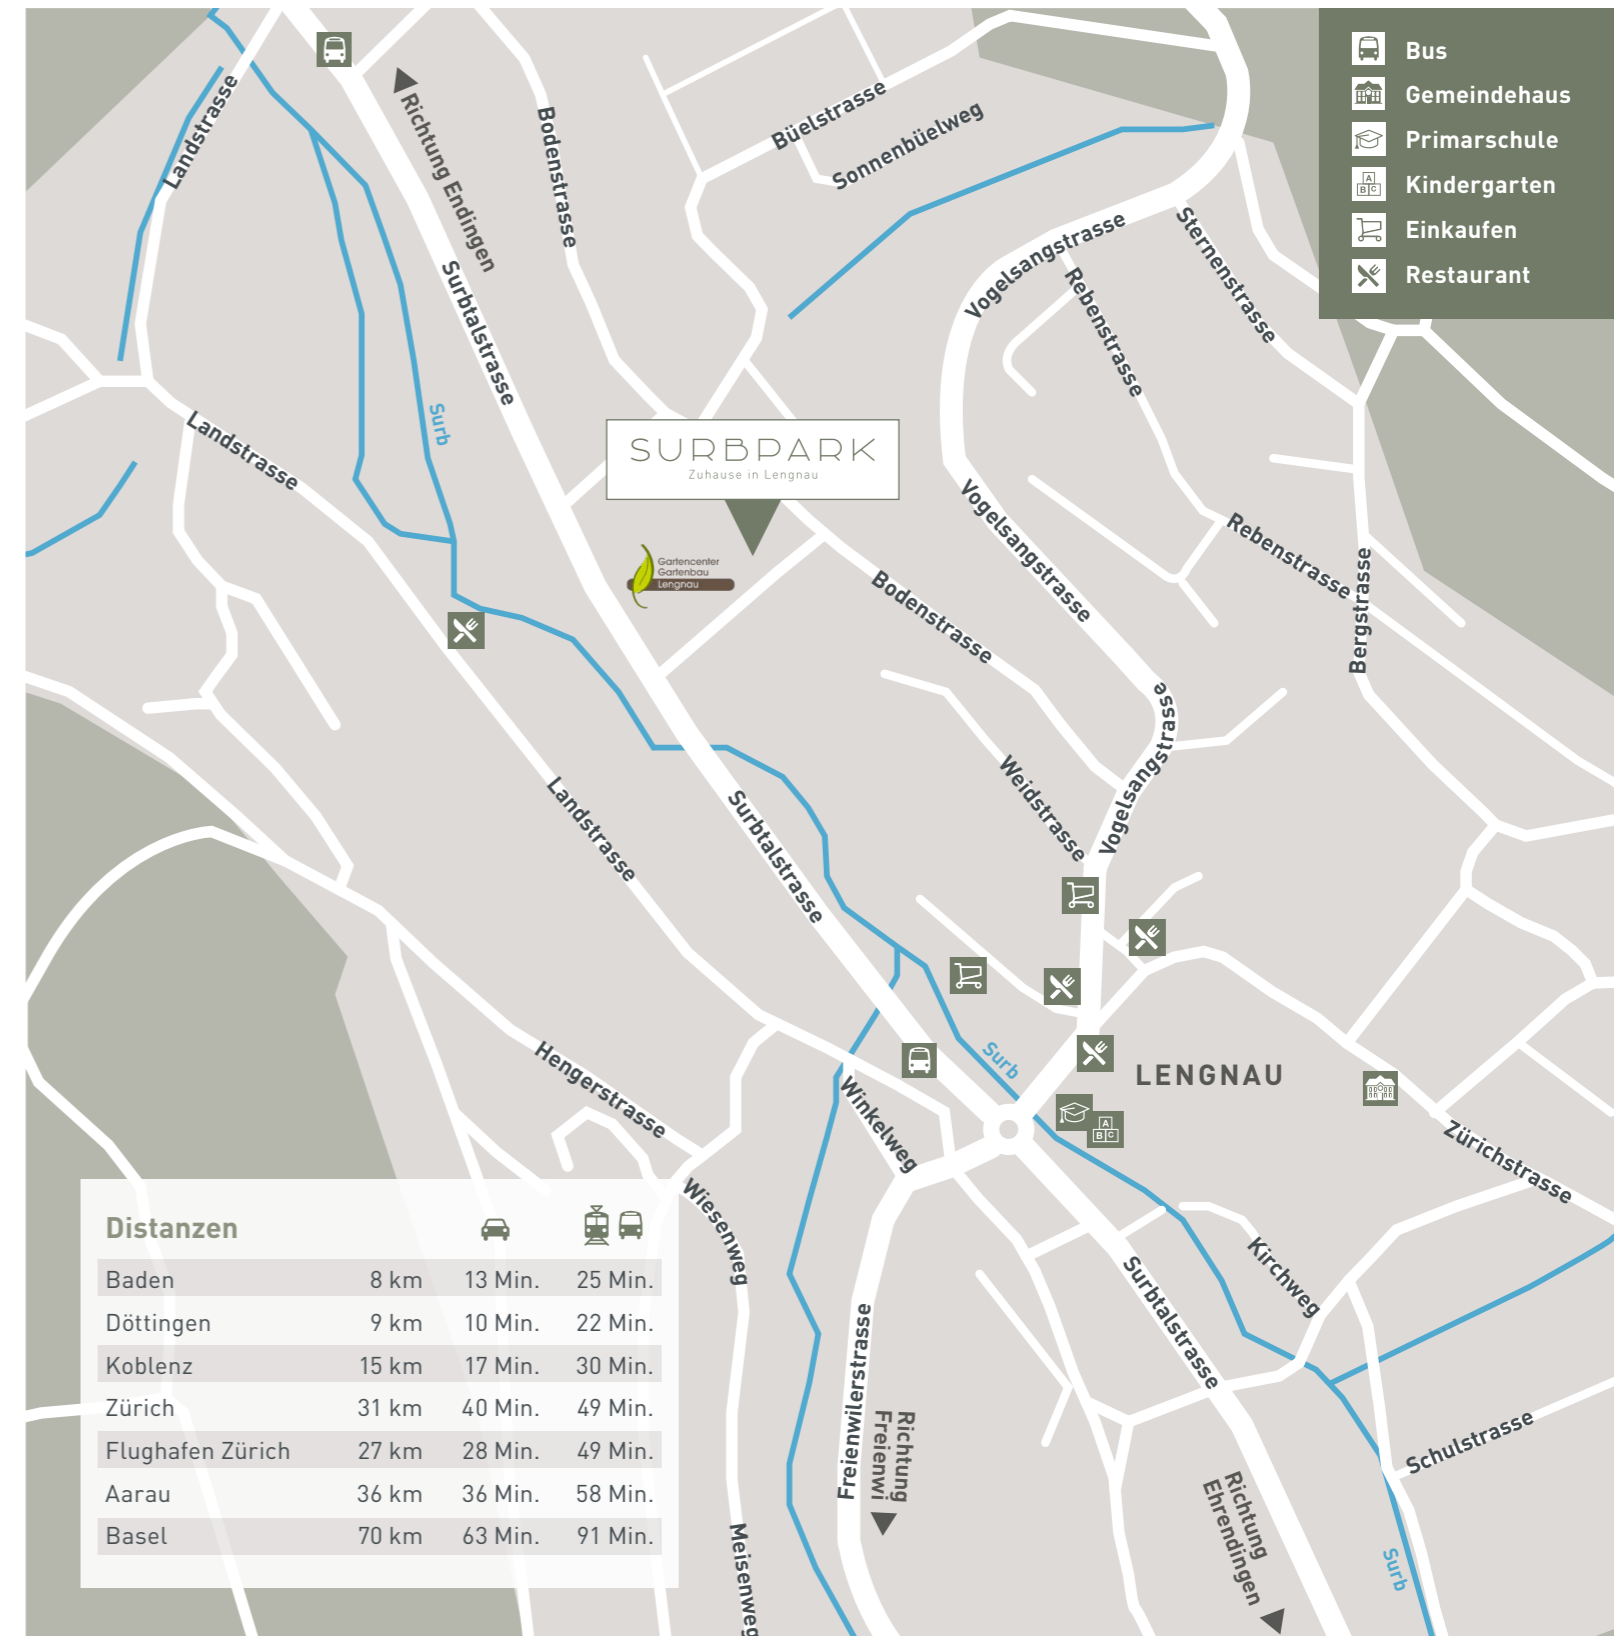 Bus
Gemeindehaus
Primarschule
Kindergarten
Einkaufen
Restaurant
Landstrasse
Richtung Endingen
Bodenstrasse
Büelstrasse
Sonnenbüelweg
Surbtalstrasse
Vogelsangstrasse
Sternenstrasse
Rebenstrasse
Landstrasse
Surb
SURBPARK
Zuhause in Lengnau
Gartencenter
Gartenbau
Lengnau
Vogelsangstrasse
Rebenstrasse
Bodenstrasse
Bergstrasse
Vogelsangstrasse
Weidstrasse
Landstrasse
Surbtalstrasse
Surb
LENGNAU
Hengerstrasse
Winkelweg
Zürichstrasse
Wiesenweg
Kirchweg
Surbtalstrasse
Freienwilerstrasse
Richtung
Freienwi
Schulstrasse
Richtung
Ehrendingen
Surb
Meisenweg
A
B C
A
B C
Distanzen
Baden 8 km 13 Min. 25 Min.
Döttingen 9 km 10 Min. 22 Min.
Koblenz 15 km 17 Min. 30 Min.
Zürich 31 km 40 Min. 49 Min.
Flughafen Zürich 27 km 28 Min. 49 Min.
Aarau 36 km 36 Min. 58 Min.
Basel 70 km 63 Min. 91 Min.